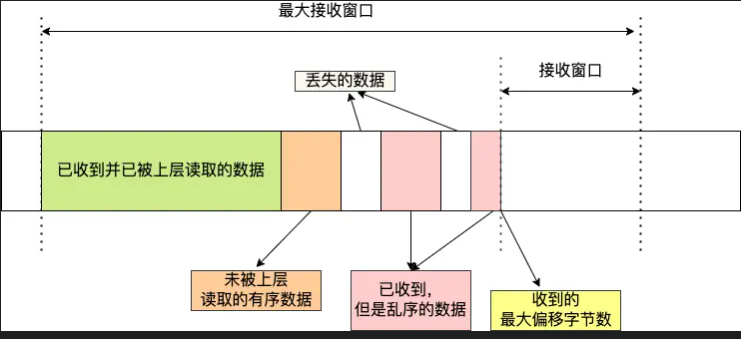 最大接收窗口
丢失的数据
接收窗口
已收到并已被上层读取的数据
未被上层
读取的有序数据
已收到，
但是乱序的数据
收到的
最大偏移字节数